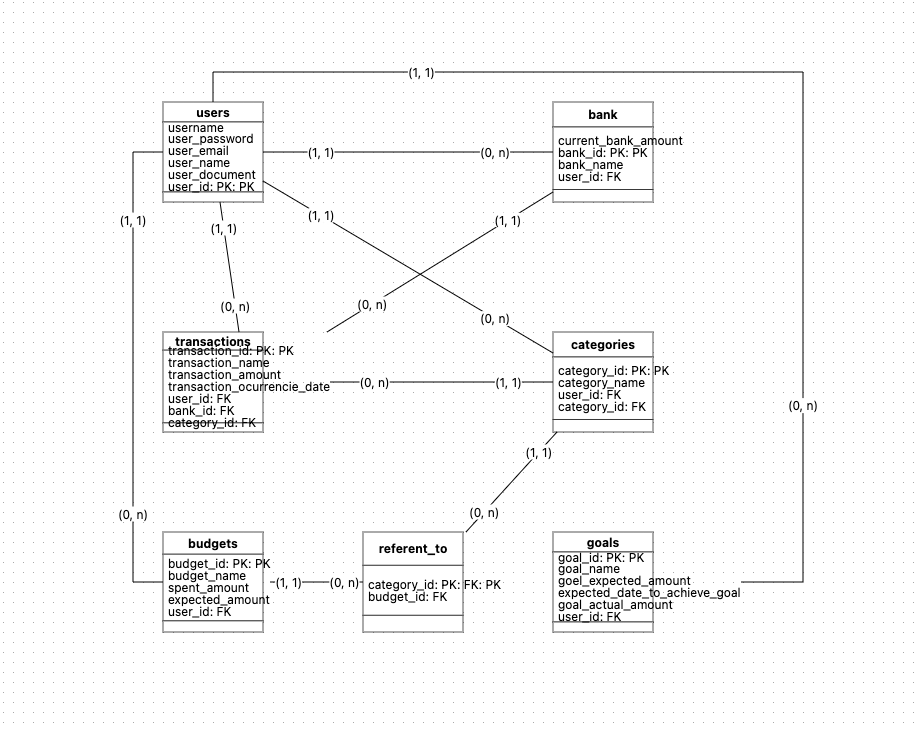 (1, 1)
users
username
user_password
user_email
user_name
user_document
user_id: PK: PK
bank
current_bank_amount
bank_id: PK: PK
bank_name
user_id: FK
(1, 1)
(0, n)
(1, 1)
(1, 1)
(1, 1)
(1, 1)
(0, n)
(0, n)
(0, n)
transactions
transaction_id: PK: PK
transaction_name
transaction_amount
transaction_ocurrencie_date
user_id: FK
bank_id: FK
category_id: FK
(0, n)
(1, 1)
categories
category_id: PK: PK
category_name
user_id: FK
category_id: FK
(0, n)
(1, 1)
(0, n)
(0, n)
budgets
budget_id: PK: PK
budget_name
spent_amount
expected_amount
user_id: FK
(1, 1)
(0, n)
referent_to
category_id: PK: FK: PK
budget_id: FK
goals
goal_id: PK: PK
goal_name
goel_expected_amount
expected_date_to_achieve_goal
goal_actual_amount
user_id: FK